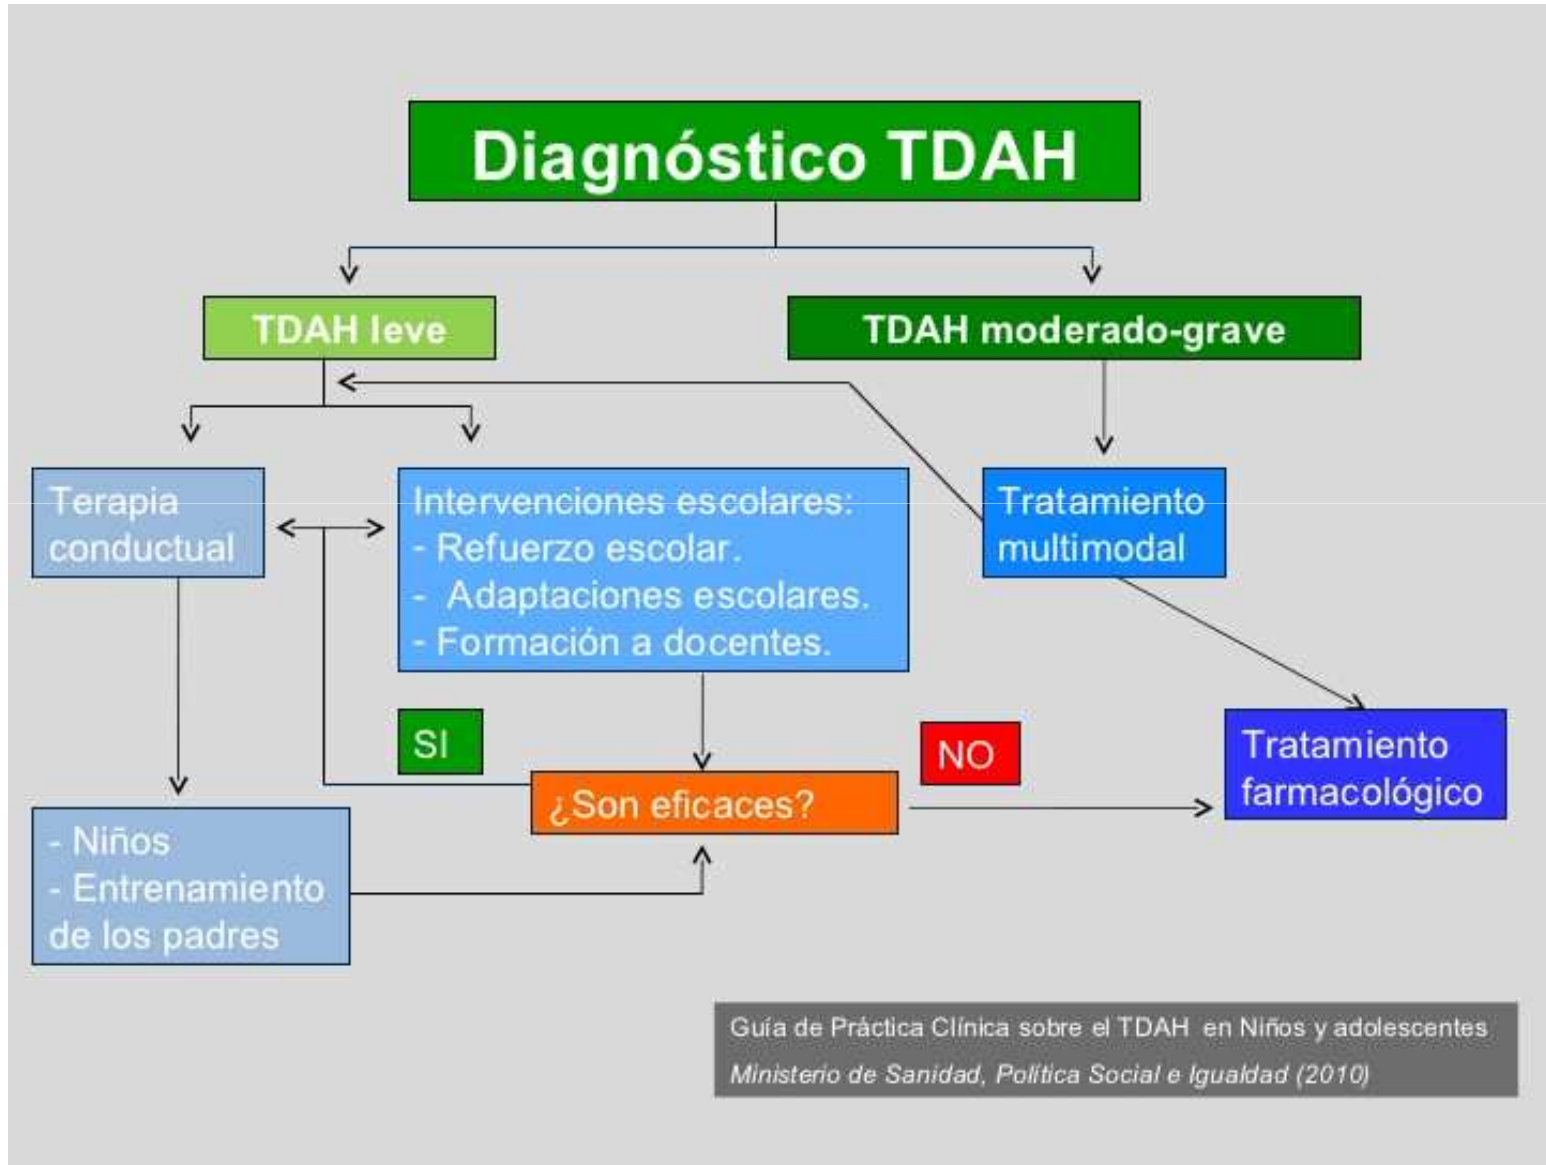 Diagnóstico TDAH
TDAH leve
TDAH moderado-grave
Terapia
conductual
Intervenciones escolares:
- Refuerzo escolar.
- Adaptaciones escolares.
- Formación a docentes.
Tratamiento
multimodal
SI
NO
¿Son eficaces?
Tratamiento
farmacológico
- Niños
- Entrenamiento
de los padres
Guía de Práctica Clínica sobre el TDAH en Niños y adolescentes
Ministerio de Sanidad, Política Social e Igualdad (2010)